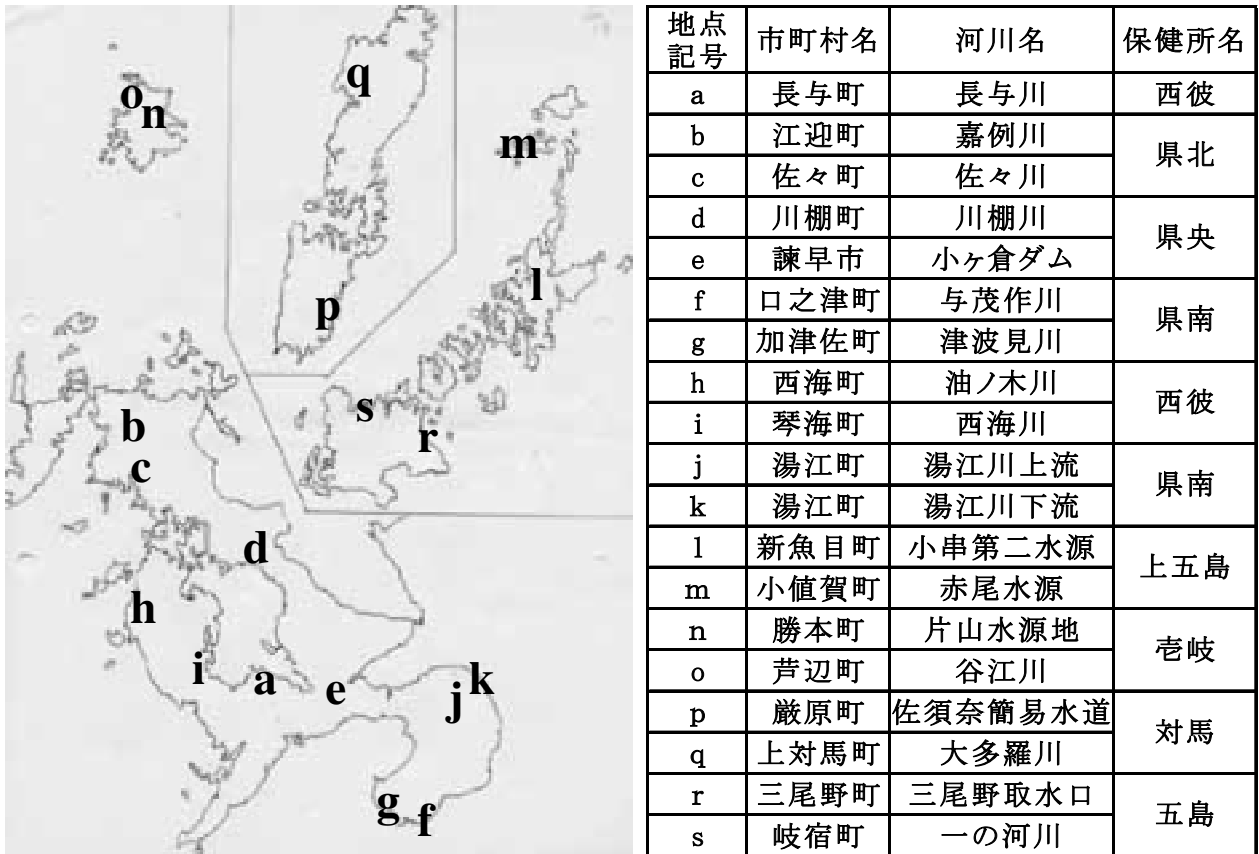 o
n
q
m
l
p
s
r
b
c
d
h
i
a
e
j
k
g
f
地点記号 市町村名 河川名 保健所名
a 長与町 長与川 西彼
b 江迎町 嘉例川 県北
c 佐々町 佐々川
d 川棚町 川棚川 県央
e 諫早市 小ヶ倉ダム
f 口之津町 与茂作川 県南
g 加津佐町 津波見川
h 西海町 油ノ木川 西彼
i 琴海町 西海川
j 湯江町 湯江川上流 県南
k 湯江町 湯江川下流
l 新魚目町 小串第二水源 上五島
m 小値賀町 赤尾水源
n 勝本町 片山水源地 壱岐
o 芦辺町 谷江川
p 厳原町 佐須奈簡易水道 対馬
q 上対馬町 大多羅川
r 三尾野町 三尾野取水口 五島
s 岐宿町 一の河川